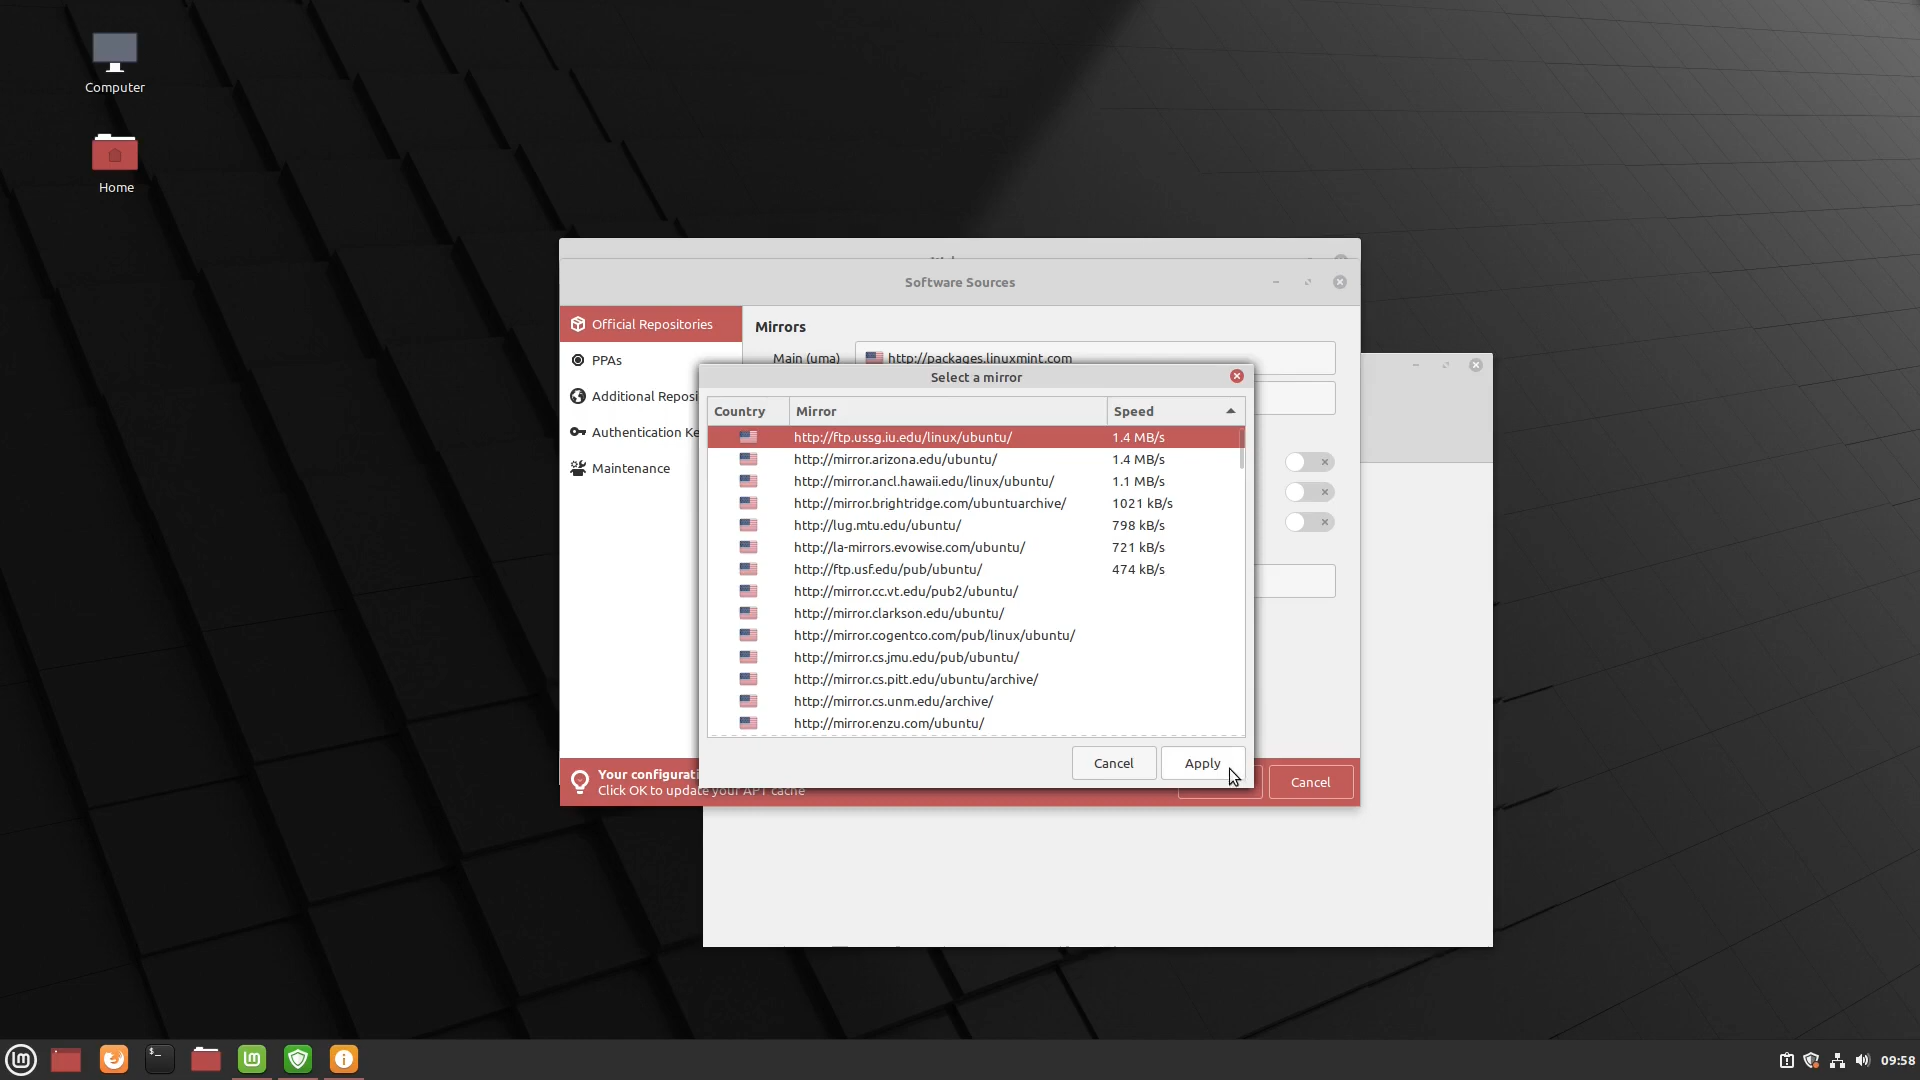 Computer
Home
Software Sources
Official Repositories
PPAs
Additional Reposi
Authentication Ke
Maintenance
Mirrors
Main (uma)
http://packages.linuxmint.com
Select a mirror
Country Mirror Speed
http://ftp.ussg.iu.edu/linux/ubuntu/ 1.4 MB/s
http://mirror.arizona.edu/ubuntu/ 1.4 MB/s
http://mirror.ancl.hawaii.edu/linux/ubuntu/ 1.1 MB/s
http://mirror.brightridge.com/ubuntuarchive/ 1021 kB/s
http://lug.mtu.edu/ubuntu/ 798 kB/s
http://la-mirrors.evowise.com/ubuntu/ 721 kB/s
http://ftp.usf.edu/pub/ubuntu/ 474 kB/s
http://mirror.cc.vt.edu/pub2/ubuntu/
http://mirror.clarkson.edu/ubuntu/
http://mirror.cogentco.com/pub/linux/ubuntu/
http://mirror.cs.jmu.edu/pub/ubuntu/
http://mirror.cs.pitt.edu/ubuntu/archive/
http://mirror.cs.unm.edu/archive/
http://mirror.enzu.com/ubuntu/
Cancel Apply
Your configurati
Click OK to update your APT cache
Cancel
09:58